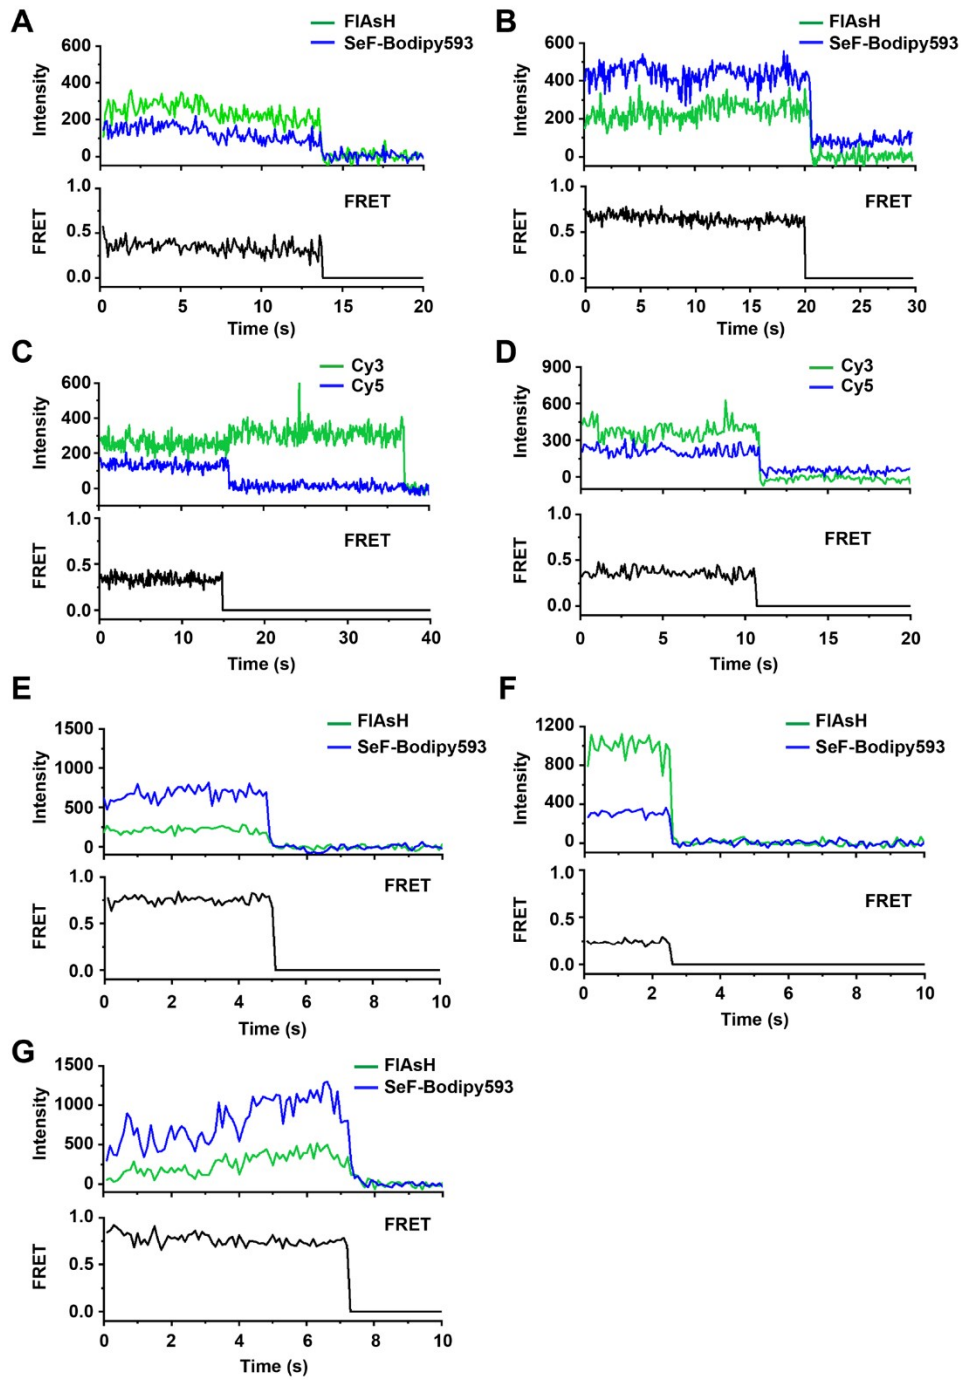 A
FlAsH
SeF-Bodipy593
600
400
200
0
Intensity
1.0
0.5
0.0
FRET
FRET
0 5 10 15 20
Time (s)
B
FlAsH
SeF-Bodipy593
600
400
200
0
Intensity
1.0
0.5
0.0
FRET
FRET
0 5 10 15 20 25 30
Time (s)
C
Cy3
Cy5
600
400
200
0
Intensity
1.0
0.5
0.0
FRET
FRET
0 10 20 30 40
Time (s)
D
Cy3
Cy5
900
600
300
0
Intensity
1.0
0.5
0.0
FRET
FRET
0 5 10 15 20
Time (s)
E
FlAsH
SeF-Bodipy593
1500
1000
500
0
Intensity
1.0
0.5
0.0
FRET
FRET
0 2 4 6 8 10
Time (s)
F
FlAsH
SeF-Bodipy593
1200
800
400
0
Intensity
1.0
0.5
0.0
FRET
FRET
0 2 4 6 8 10
Time (s)
G
FlAsH
SeF-Bodipy593
1500
1000
500
0
Intensity
1.0
0.5
0.0
FRET
FRET
0 2 4 6 8 10
Time (s)